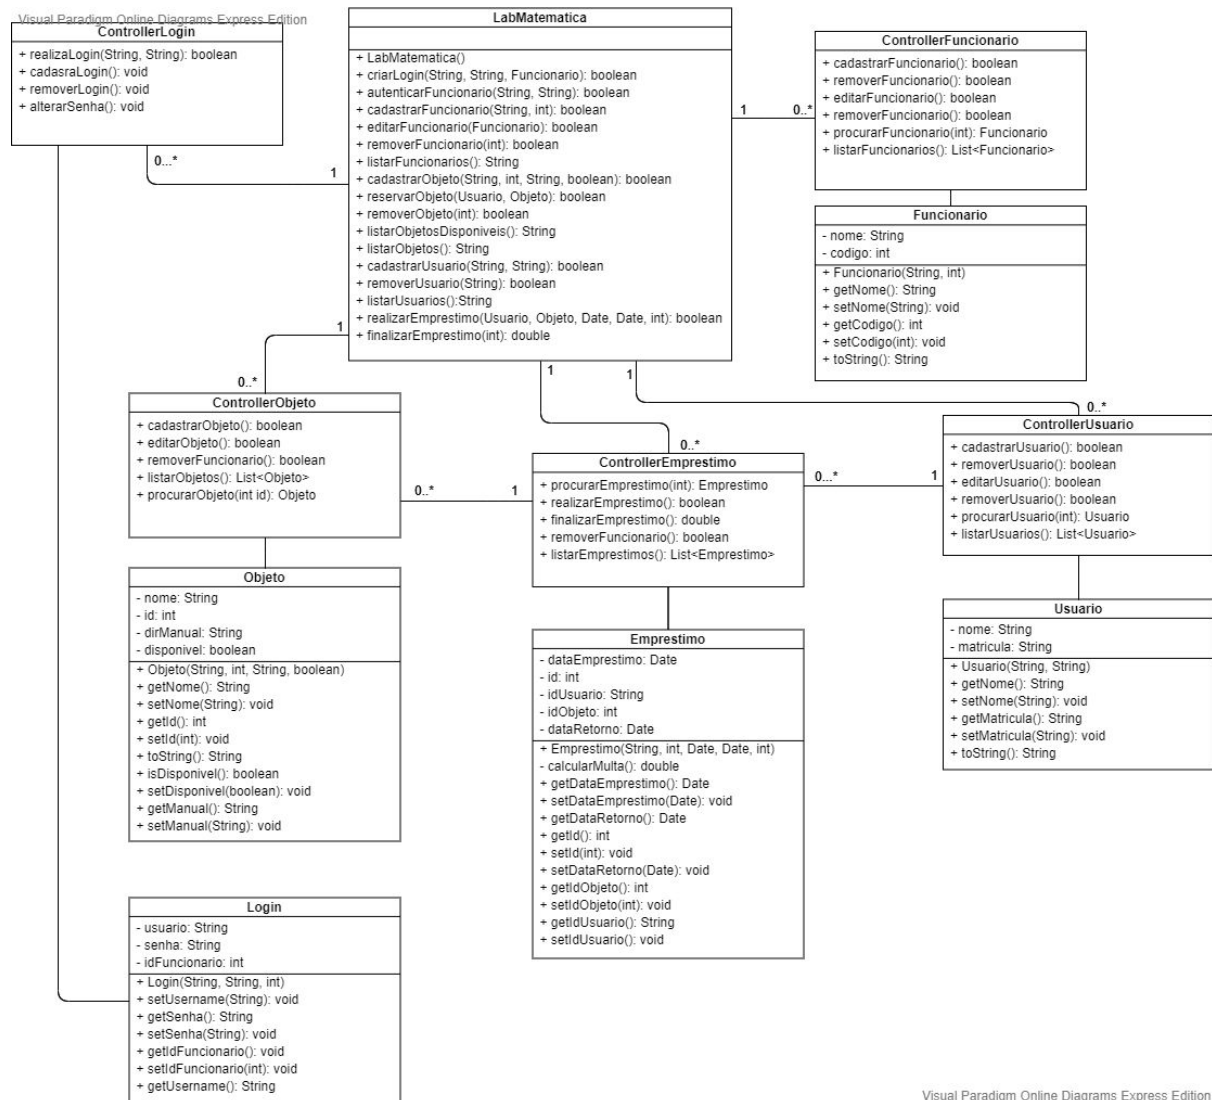 Visual Paradigm Online Diagrams Express Edition
ControllerLogin
+ realizaLogin(String, String): boolean
+ cadasraLogin(): void
+ removerLogin(): void
+ alterarSenha(): void
LabMatematica
+ LabMatematica()
+ criarLogin(String, String, Funcionario): boolean
+ autenticarFuncionario(String, String): boolean
+ cadastrarFuncionario(String, int): boolean
+ editarFuncionario(Funcionario): boolean
+ removerFuncionario(int): boolean
+ listarFuncionarios(): String
+ cadastrarObjeto(String, int, String, boolean): boolean
+ reservarObjeto(Usuario, Objeto): boolean
+ removerObjeto(int): boolean
+ listarObjetosDisponiveis(): String
+ listarObjetos(): String
+ cadastrarUsuario(String, String): boolean
+ removerUsuario(String): boolean
+ listarUsuarios():String
+ realizarEmprestimo(Usuario, Objeto, Date, Date, int): boolean
+ finalizarEmprestimo(int): double
ControllerFuncionario
+ cadastrarFuncionario(): boolean
+ removerFuncionario(): boolean
+ editarFuncionario(): boolean
+ removerFuncionario(): boolean
+ procurarFuncionario(int): Funcionario
+ listarFuncionarios(): List<Funcionario>
1
0..*
0...*
1
Funcionario
- nome: String
- codigo: int
+ Funcionario(String, int)
+ getNome(): String
+ setNome(String): void
+ getCodigo(): int
+ setCodigo(int): void
+ toString(): String
1
0..*
1
0..*
1
0..*
ControllerObjeto
+ cadastrarObjeto(): boolean
+ editarObjeto(): boolean
+ removerFuncionario(): boolean
+ listarObjetos(): List<Objeto>
+ procurarObjeto(int id): Objeto
0..*
1
ControllerEmprestimo
+ procurarEmprestimo(int): Emprestimo
+ realizarEmprestimo(): boolean
+ finalizarEmprestimo(): double
+ removerFuncionario(): boolean
+ listarEmprestimos(): List<Emprestimo>
0...*
1
ControllerUsuario
+ cadastrarUsuario(): boolean
+ removerUsuario(): boolean
+ editarUsuario(): boolean
+ removerUsuario(): boolean
+ procurarUsuario(int): Usuario
+ listarUsuarios(): List<Usuario>
Objeto
- nome: String
- id: int
- dirManual: String
- disponivel: boolean
+ Objeto(String, int, String, boolean)
+ getNome(): String
+ setNome(String): void
+ getId(): int
+ setId(int): void
+ toString(): String
+ isDisponivel(): boolean
+ setDisponivel(boolean): void
+ getManual(): String
+ setManual(String): void
Emprestimo
- dataEmprestimo: Date
- id: int
- idUsuario: String
- idObjeto: int
- dataRetorno: Date
+ Emprestimo(String, int, Date, Date, int)
- calcularMulta(): double
+ getDataEmprestimo(): Date
+ setDataEmprestimo(Date): void
+ getDataRetorno(): Date
+ getId(): int
+ setId(int): void
+ setDataRetorno(Date): void
+ getIdObjeto(): int
+ setIdObjeto(int): void
+ getIdUsuario(): String
+ setIdUsuario(): void
Usuario
- nome: String
- matricula: String
+ Usuario(String, String)
+ getNome(): String
+ setNome(String): void
+ getMatricula(): String
+ setMatricula(String): void
+ toString(): String
Login
- usuario: String
- senha: String
- idFuncionario: int
+ Login(String, String, int)
+ setUsername(String): void
+ getSenha(): String
+ setSenha(String): void
+ getIdFuncionario(): void
+ setIdFuncionario(int): void
+ getUsername(): String
Visual Paradigm Online Diagrams Express Edition